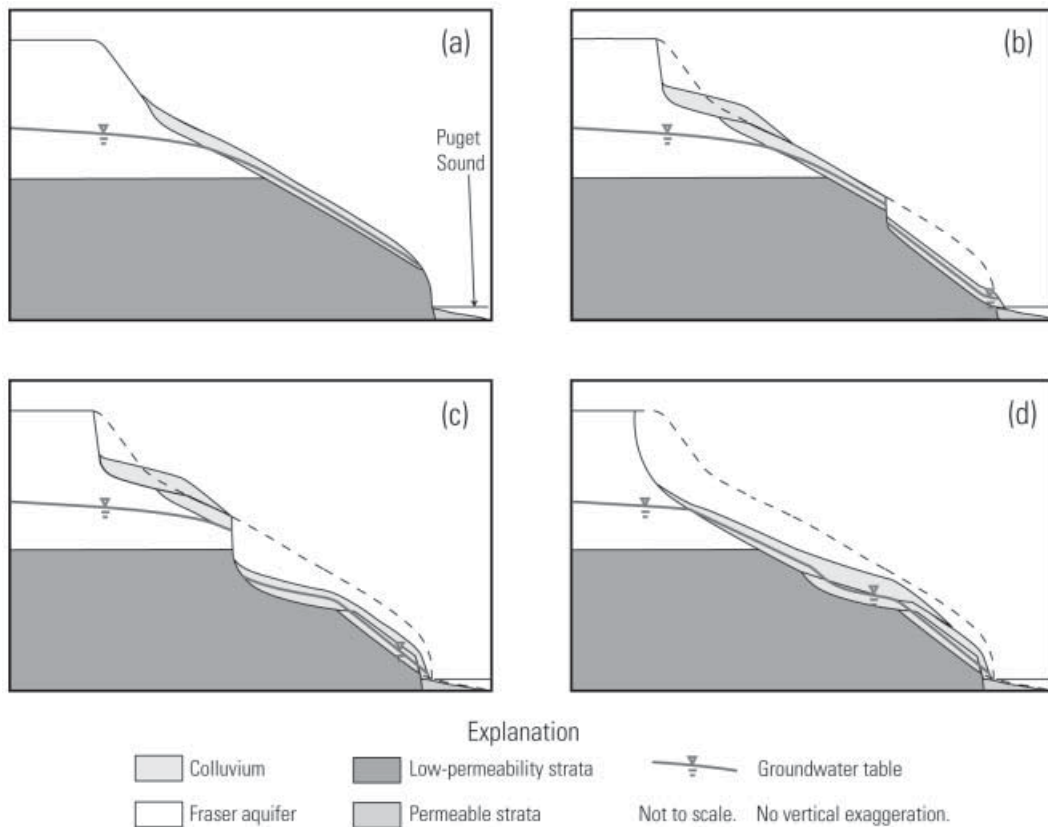 (a)
Puget
Sound
(b)
(c)
(d)
Explanation
Colluvium
Low-permeability strata
Groundwater table
Fraser aquifer
Permeable strata
Not to scale. No vertical exaggeration.